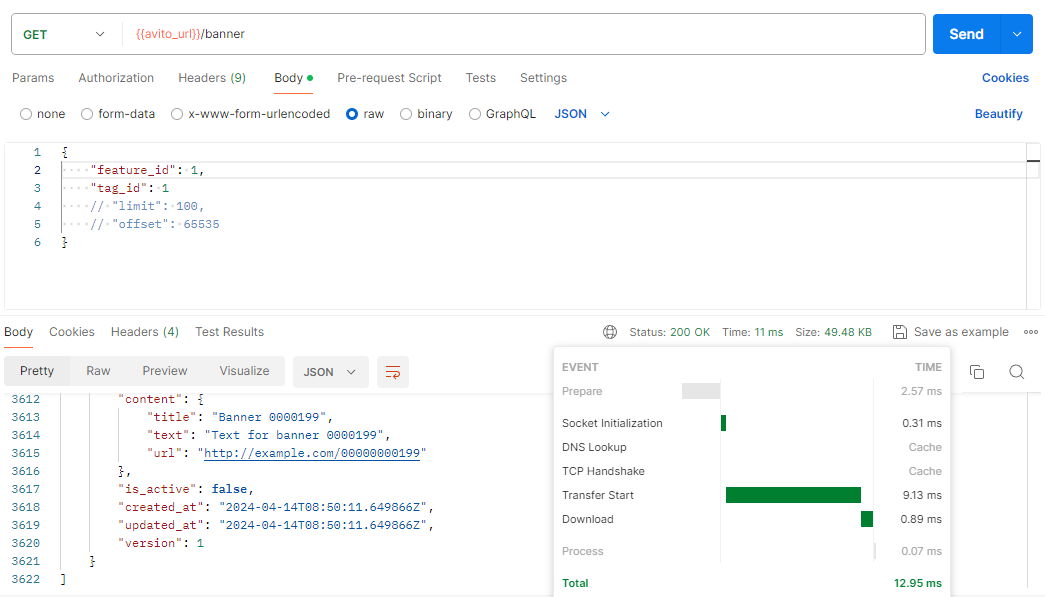 GET {{avito_url}}/banner Send
Params Authorization Headers (9) Body Pre-request Script Tests Settings Cookies
none form-data x-www-form-urlencoded raw binary GraphQL JSON Beautify
1 {
2 "feature_id": 1,
3 "tag_id": 1
4 // "limit": 100,
5 // "offset": 65535
6 }
Body Cookies Headers (4) Test Results Status: 200 OK Time: 11 ms Size: 49.48 KB Save as example
Pretty Raw Preview Visualize JSON
3612 "content": {
3613 "title": "Banner 0000199",
3614 "text": "Text for banner 0000199",
3615 "url": "http://example.com/00000000199"
3616 },
3617 "is_active": false,
3618 "created_at": "2024-04-14T08:50:11.649866Z",
3619 "updated_at": "2024-04-14T08:50:11.649866Z",
3620 "version": 1
3621 }
3622 ]
EVENT TIME
Prepare 2.57 ms
Socket Initialization 0.31 ms
DNS Lookup Cache
TCP Handshake Cache
Transfer Start 9.13 ms
Download 0.89 ms
Process 0.07 ms
Total 12.95 ms